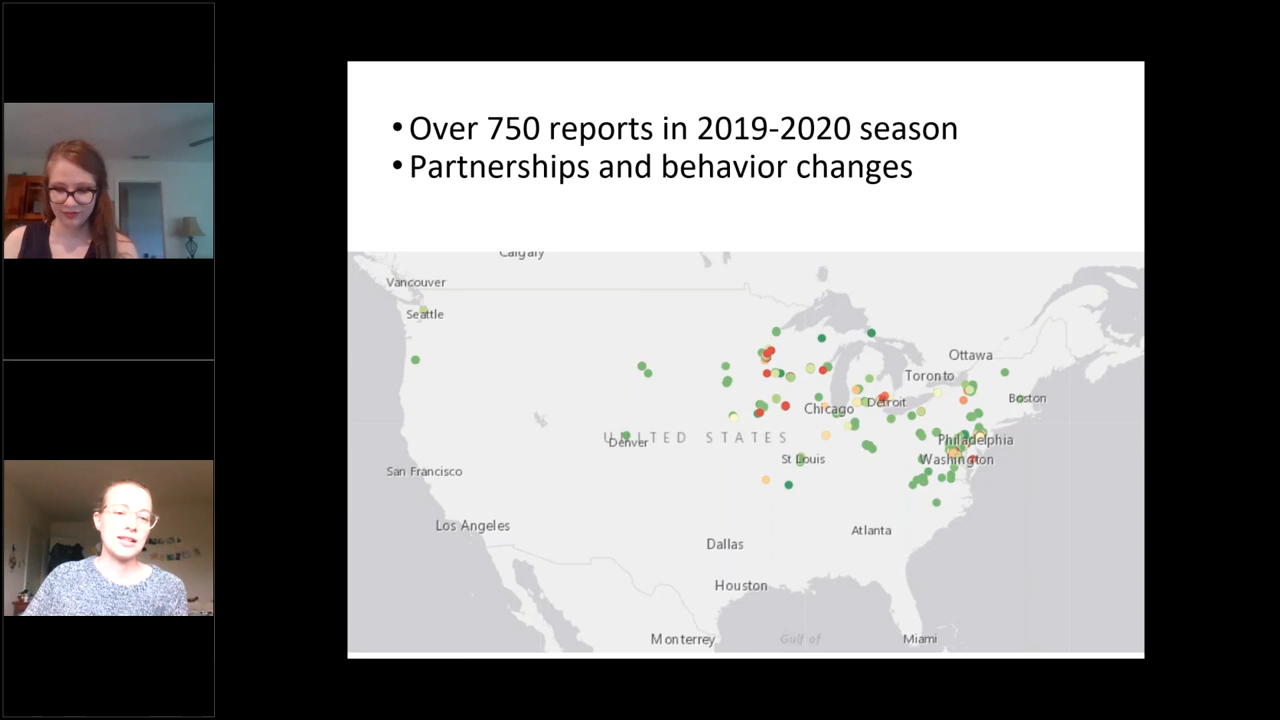 • Over 750 reports in 2019-2020 season
• Partnerships and behavior changes
Calgary
Vancouver
Seattle
Ottawa
Toronto
Boston
Detroit
Chicago
Philadelphia
UNITED STATES
Denver
St Louis
Washington
San Francisco
Los Angeles
Atlanta
Dallas
Houston
Monterrey
Gulf of
Miami